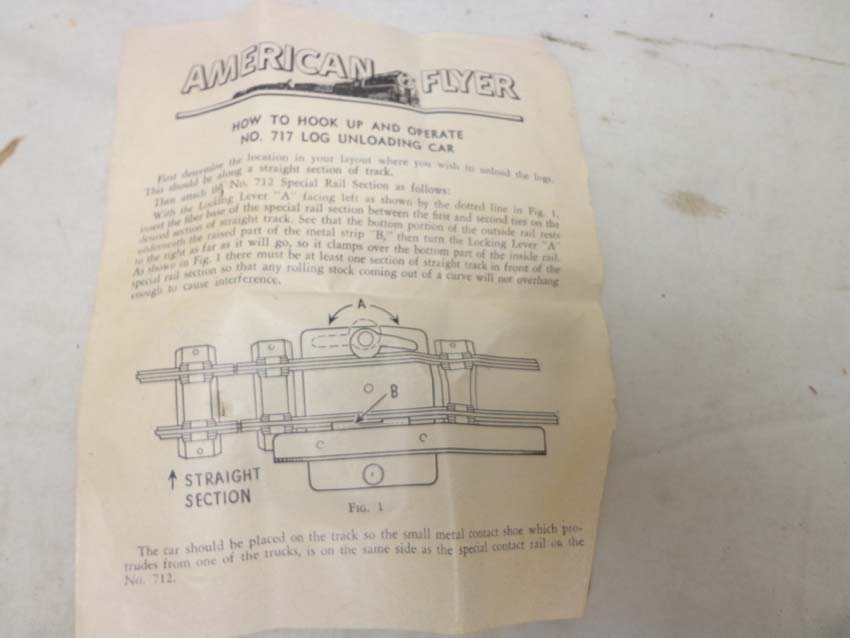 AMERICAN FLYER
HOW TO HOOK UP AND OPERATE
NO. 717 LOG UNLOADING CAR
First determine the location in your layout where you wish to unload the logs.
This should be along a straight section of track.
Then attach the No. 712 Special Rail Section as follows:
With the Locking Lever "A" facing left as shown by the dotted line in Fig. 1,
insert the fiber base of the special rail section between the first and second ties on the
desired section of straight track. See that the bottom portion of the outside rail rests
underneath the raised part of the metal strip "B," then turn the Locking Lever "A"
to the right as far as it will go, so it clamps over the bottom part of the inside rail.
As shown in Fig. 1 there must be at least one section of straight track in front of the
special rail section so that any rolling stock coming out of a curve will not overhang
enough to cause interference.
A
B
STRAIGHT
SECTION
FIG. 1
The car should be placed on the track so the small metal contact shoe which pro-
trudes from one of the trucks, is on the same side as the special contact rail on the
No. 712.